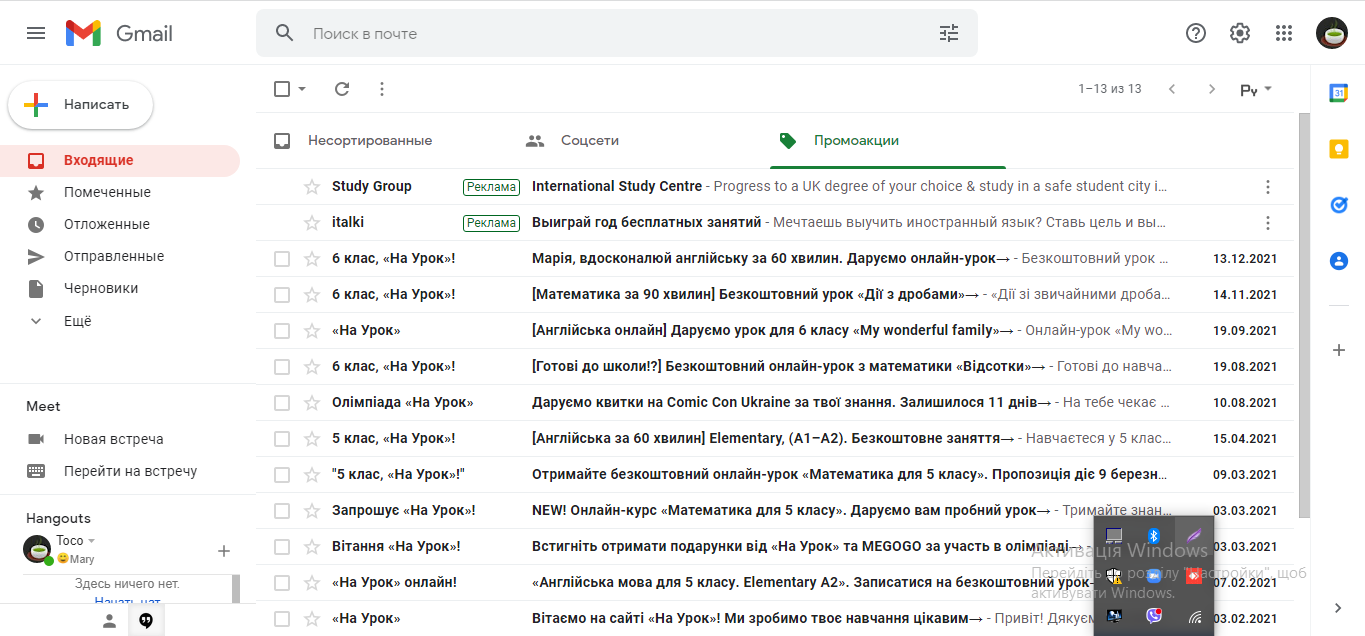 Gmail
Поиск в почте
Написать
1–13 из 13
Ру
Входящие
Помеченные
Отложенные
Отправленные
Черновики
Ещё
Meet
Новая встреча
Перейти на встречу
Hangouts
Toco
😊Mary
Здесь ничего нет.
Начать чат
Несортированные Соцсети Промоакции
Study Group Реклама International Study Centre - Progress to a UK degree of your choice & study in a safe student city i...
italki Реклама Выиграй год бесплатных занятий - Мечтаешь выучить иностранный язык? Ставь цель и вы...
6 клас, «На Урок»! Марія, вдосконалюй англійську за 60 хвилин. Даруємо онлайн-урок→ - Безкоштовний урок ... 13.12.2021
6 клас, «На Урок»! [Математика за 90 хвилин] Безкоштовний урок «Дії з дробами»→ - «Дії зі звичайними дроба... 14.11.2021
«На Урок» [Англійська онлайн] Даруємо урок для 6 класу «My wonderful family»→ - Онлайн-урок «My wo... 19.09.2021
6 клас, «На Урок»! [Готові до школи!?] Безкоштовний онлайн-урок з математики «Відсотки»→ - Готові до навча... 19.08.2021
Олімпіада «На Урок» Даруємо квитки на Comic Con Ukraine за твої знання. Залишилося 11 днів→ - На тебе чекає ... 10.08.2021
5 клас, «На Урок»! [Англійська за 60 хвилин] Elementary, (A1–A2). Безкоштовне заняття→ - Навчаєтеся у 5 клас... 15.04.2021
"5 клас, «На Урок»!" Отримайте безкоштовний онлайн-урок «Математика для 5 класу». Пропозиція діє 9 березн... 09.03.2021
Запрошує «На Урок»! NEW! Онлайн-курс «Математика для 5 класу». Даруємо вам пробний урок→ - Тримайте знан... 03.03.2021
Вітання «На Урок»! Встигніть отримати подарунки від «На Урок» та MEGOGO за участь в олімпіаді→ - 03.03.2021
«На Урок» онлайн! «Англійська мова для 5 класу. Elementary A2». Записатися на безкоштовний урок- 07.02.2021
«На Урок» Вітаємо на сайті «На Урок»! Ми зробимо твоє навчання цікавим→ - Привіт! Дякуєм 03.02.2021
31
Активація Windows
Перейдіть до розділу "Настройки", щоб
активувати Windows.